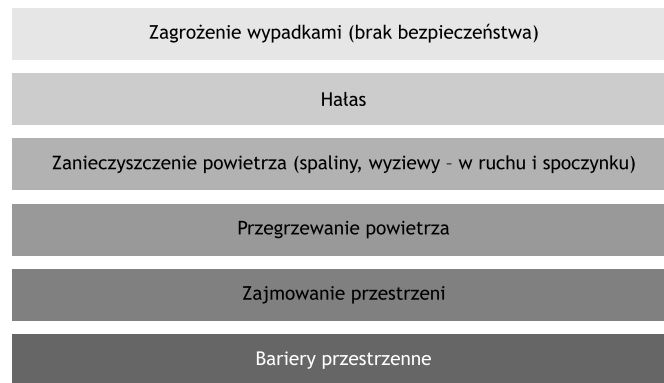 Zagrożenie wypadkami (brak bezpieczeństwa)
Hałas
Zanieczyszczenie powietrza (spaliny, wyziewy – w ruchu i spoczynku)
Przegrzewanie powietrza
Zajmowanie przestrzeni
Bariery przestrzenne